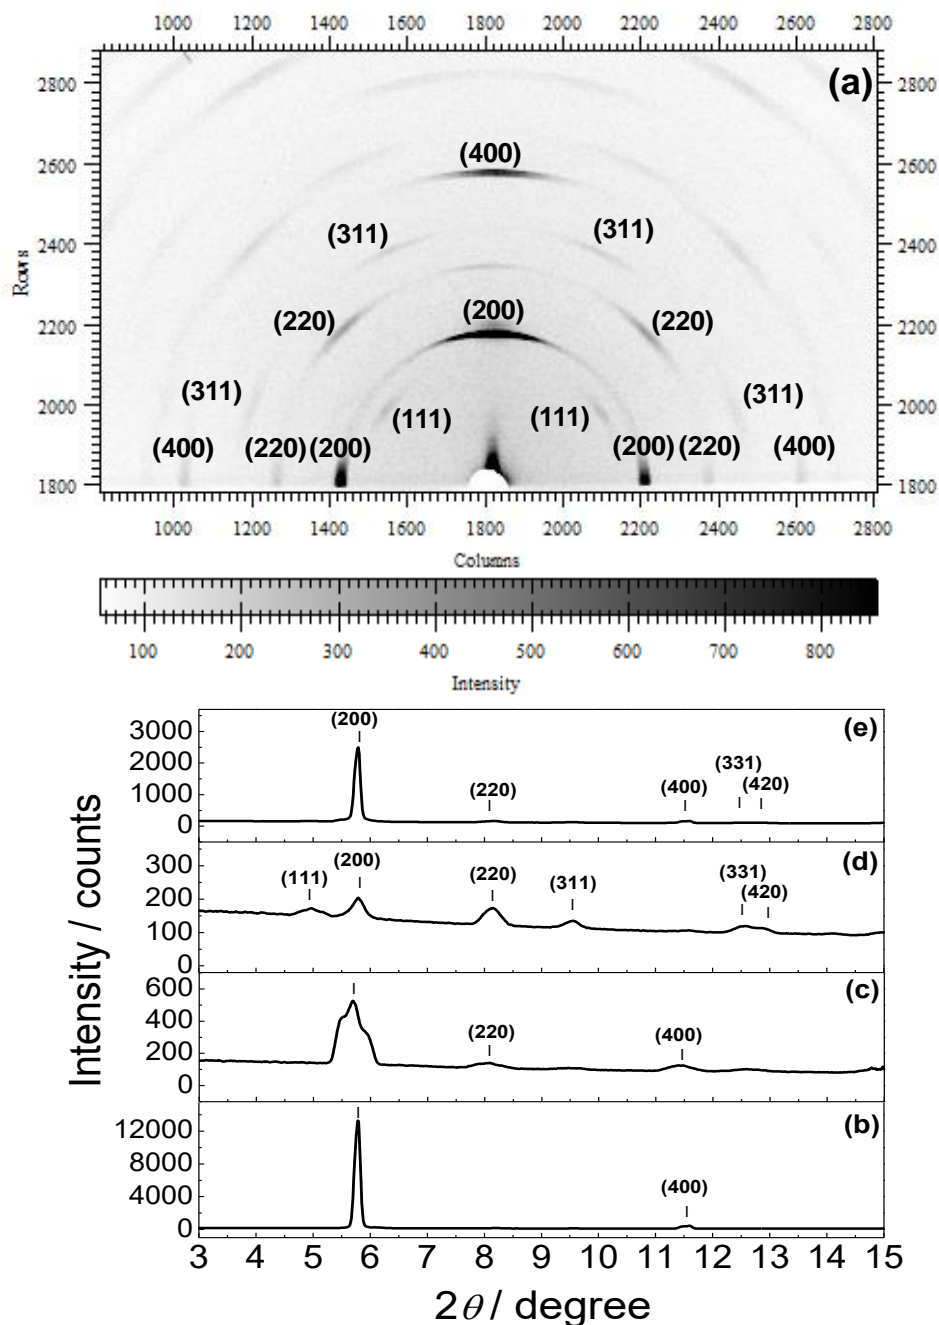 1000 1200 1400 1600 1800 2000 2200 2400 2600 2800
(a)
2800 2800
(400)
2600 2600
(311) (311)
2400 2400
Rows
(220) (200) (220)
2200 2200
(311) (311)
2000 (111) (111) 2000
(400) (220) (200) (200) (220) (400)
1800 1800
1000 1200 1400 1600 1800 2000 2200 2400 2600 2800
Columns
100 200 300 400 500 600 700 800
Intensity
Intensity / counts
3000 (200) (e)
2000 (331)
1000 (220) (400) (420)
0
300 (111) (200) (220) (311) (331) (d)
200 (420)
100
0
600 (c)
400
200 (220) (400)
0
12000 (b)
8000
4000 (400)
0
3 4 5 6 7 8 9 10 11 12 13 14 15
2θ / degree